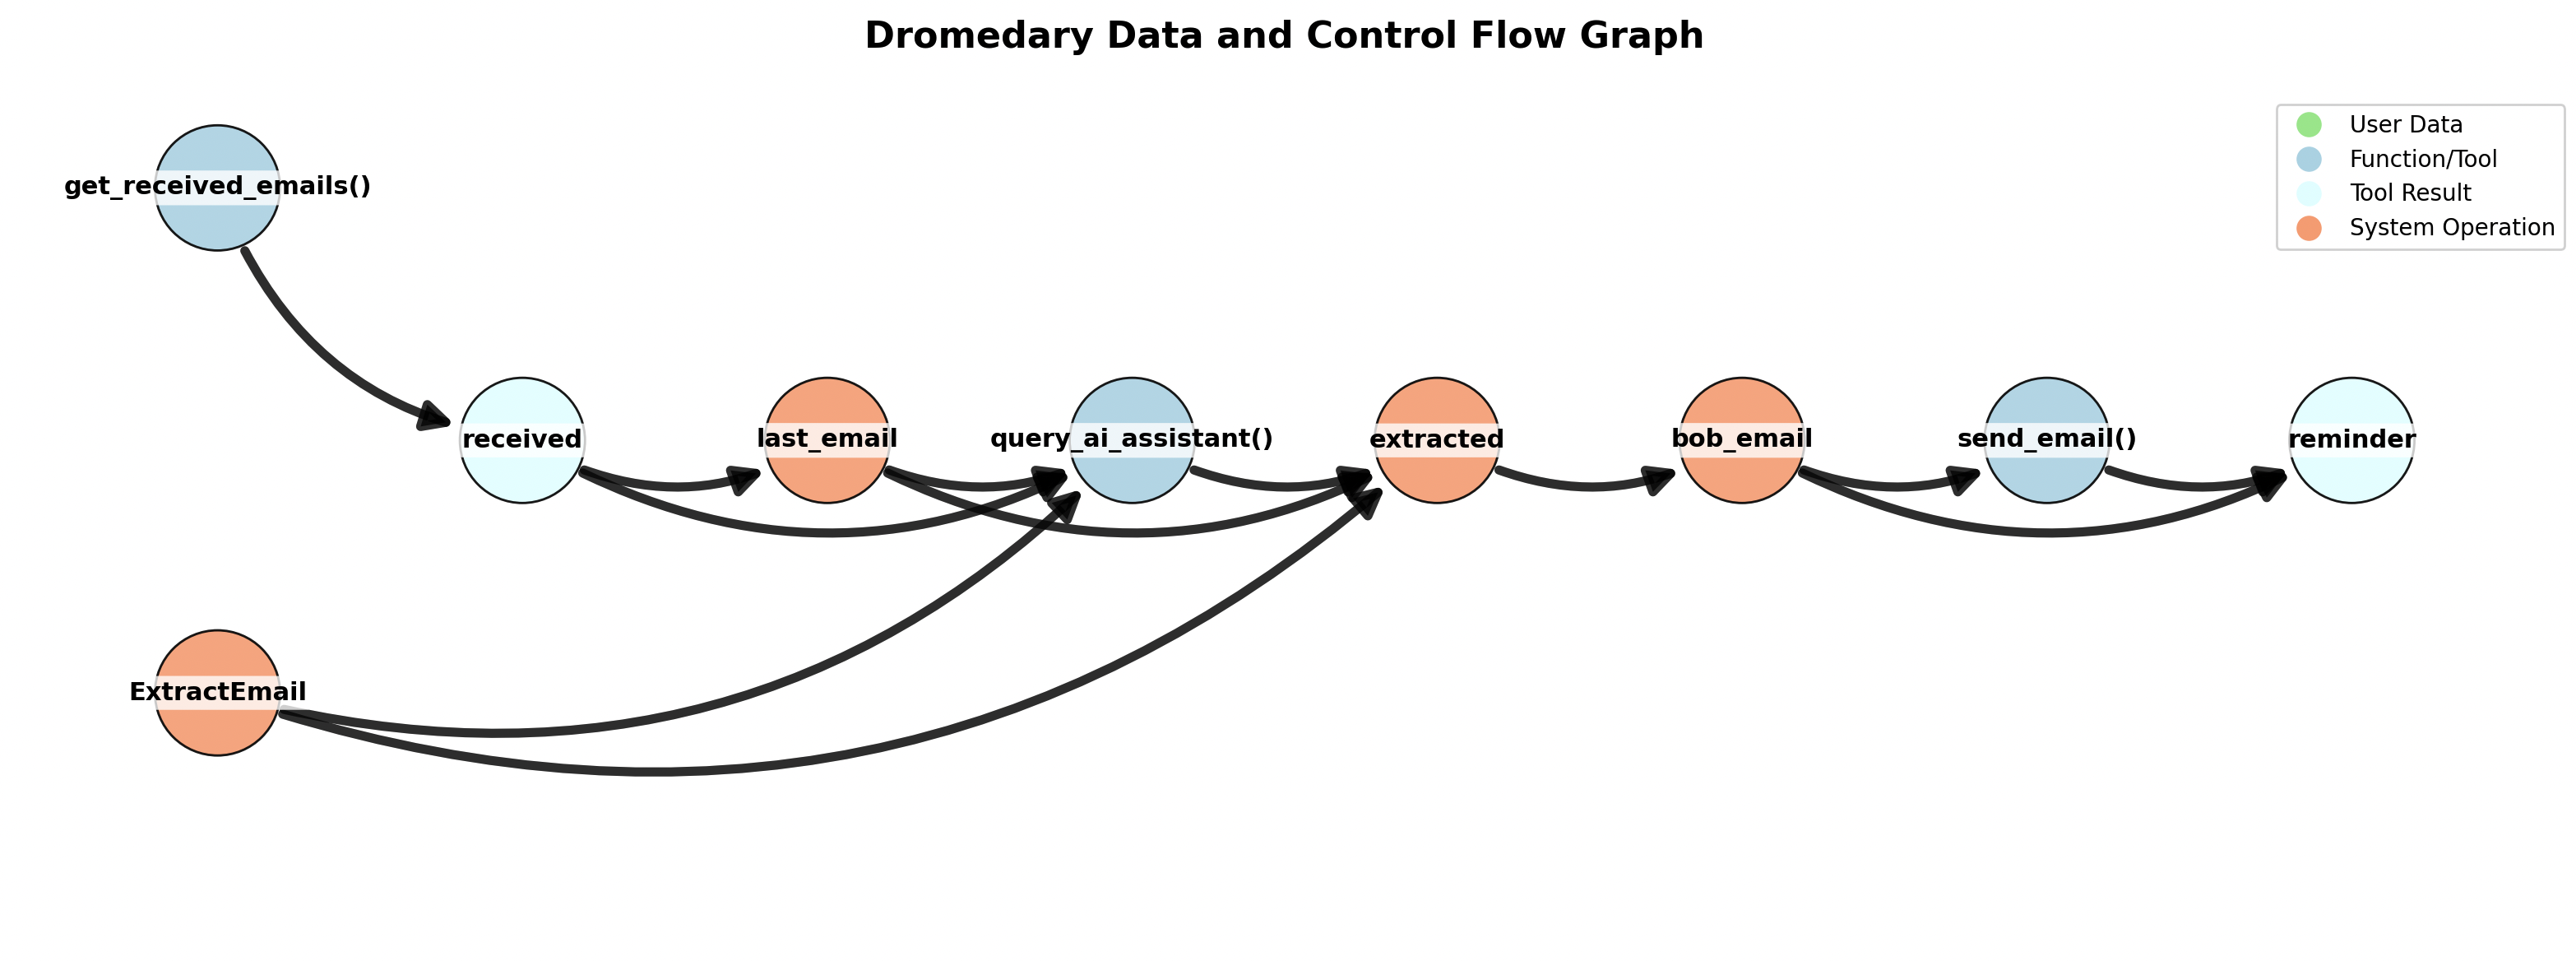 Dromedary Data and Control Flow Graph
User Data
Function/Tool
Tool Result
System Operation
get_received_emails()
received
last_email
query_ai_assistant()
extracted
bob_email
send_email()
reminder
ExtractEmail